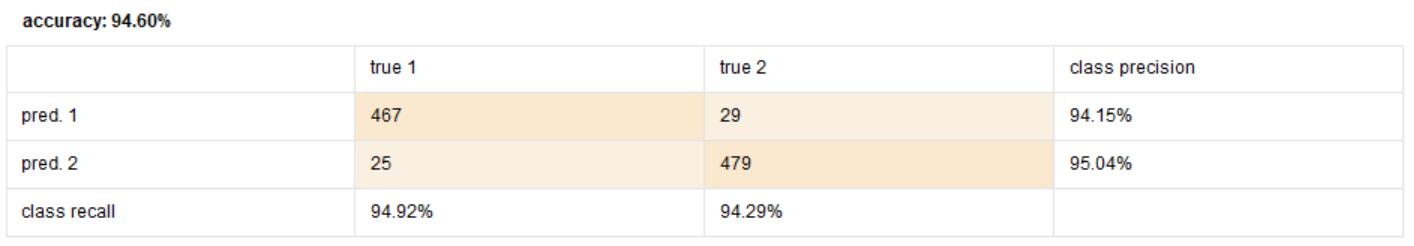 accuracy: 94.60%
true 1 true 2 class precision
pred. 1 467 29 94.15%
pred. 2 25 479 95.04%
class recall 94.92% 94.29%